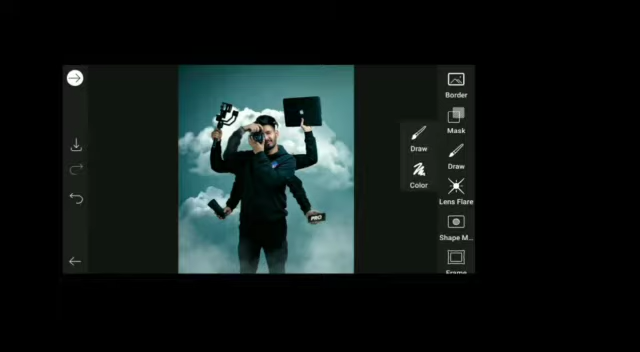 Border
Mask
Draw
Color
Draw
Lens Flare
Shape M...
Frame
PRO